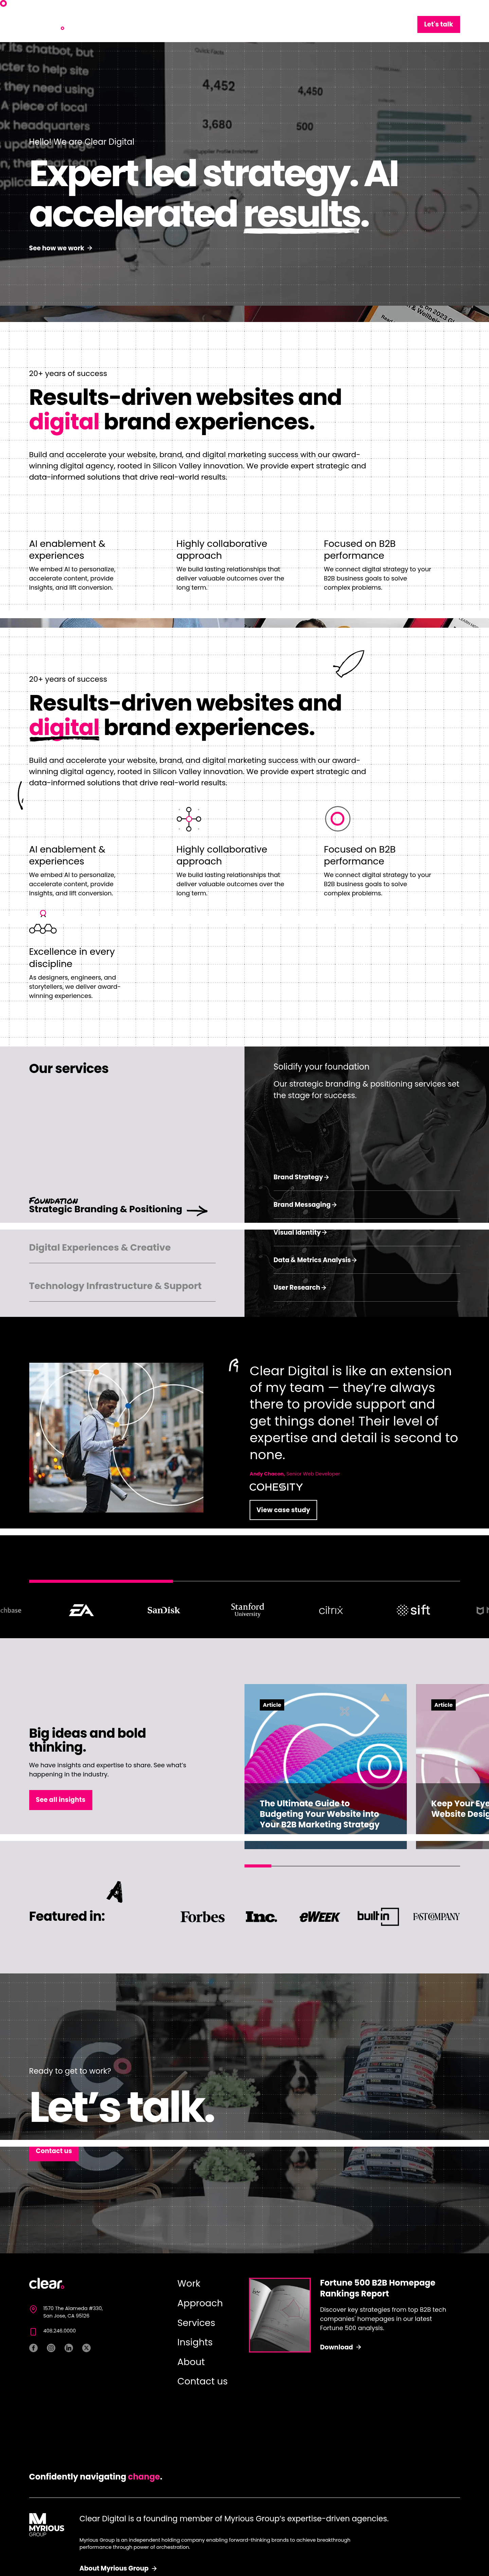 Let's talk
Quick Facts
4,452
4,450
3,680
500
Hello! We are Clear Digital
Expert led strategy. AI
accelerated results.
See how we work
20+ years of success
Results-driven websites and
digital brand experiences.
Build and accelerate your website, brand, and digital marketing success with our award-
winning digital agency, rooted in Silicon Valley innovation. We provide expert strategic and
data-informed solutions that drive real-world results.
AI enablement &
experiences
We embed AI to personalize,
accelerate content, provide
insights, and lift conversion.
Highly collaborative
approach
We build lasting relationships that
deliver valuable outcomes over the
long term.
Focused on B2B
performance
We connect digital strategy to your
B2B business goals to solve
complex problems.
20+ years of success
Results-driven websites and
digital brand experiences.
Build and accelerate your website, brand, and digital marketing success with our award-
winning digital agency, rooted in Silicon Valley innovation. We provide expert strategic and
data-informed solutions that drive real-world results.
AI enablement &
experiences
We embed AI to personalize,
accelerate content, provide
insights, and lift conversion.
Highly collaborative
approach
We build lasting relationships that
deliver valuable outcomes over the
long term.
Focused on B2B
performance
We connect digital strategy to your
B2B business goals to solve
complex problems.
Excellence in every
discipline
As designers, engineers, and
storytellers, we deliver award-
winning experiences.
Our services
Foundation
Strategic Branding & Positioning
Digital Experiences & Creative
Technology Infrastructure & Support
Solidify your foundation
Our strategic branding & positioning services set
the stage for success.
Brand Strategy
Brand Messaging
Visual Identity
Data & Metrics Analysis
User Research
Clear Digital is like an extension
of my team — they're always
there to provide support and
get things done! Their level of
expertise and detail is second to
none.
Andy Chacon, Senior Web Developer
COHESITY
View case study
chbase
EA
SanDisk
Stanford
University
citrix
sift
Big ideas and bold
thinking.
We have insights and expertise to share. See what's
happening in the industry.
See all insights
Article
The Ultimate Guide to
Budgeting Your Website into
Your B2B Marketing Strategy
Article
Keep Your Eye
Website Desig
Featured in:
Forbes
Inc.
eWEEK
built in
FAST COMPANY
Ready to get to work?
Let's talk.
Contact us
clear
1570 The Alameda #330,
San Jose, CA 95126
408.246.0000
Work
Approach
Services
Insights
About
Contact us
Fortune 500 B2B Homepage
Rankings Report
Discover key strategies from top B2B tech
companies' homepages in our latest
Fortune 500 analysis.
Download
Confidently navigating change.
MYRIOUS
GROUP
Clear Digital is a founding member of Myrious Group's expertise-driven agencies.
Myrious Group is an independent holding company enabling forward-thinking brands to achieve breakthrough
performance through power of orchestration.
About Myrious Group